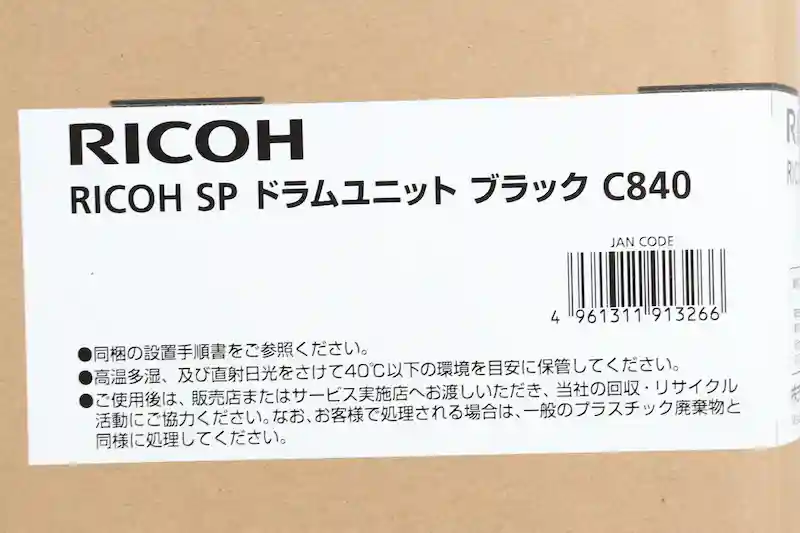 RICOH
RICOH SP ドラムユニット ブラック C840
JAN CODE
4 961311 913266
●同梱の設置手順書をご参照ください。
●高温多湿、及び直射日光をさけて40℃以下の環境を目安に保管してください。
●ご使用後は、販売店またはサービス実施店へお渡しいただき、当社の回収・リサイクル
活動にご協力ください。なお、お客様で処理される場合は、一般のプラスチック廃棄物と
同様に処理してください。